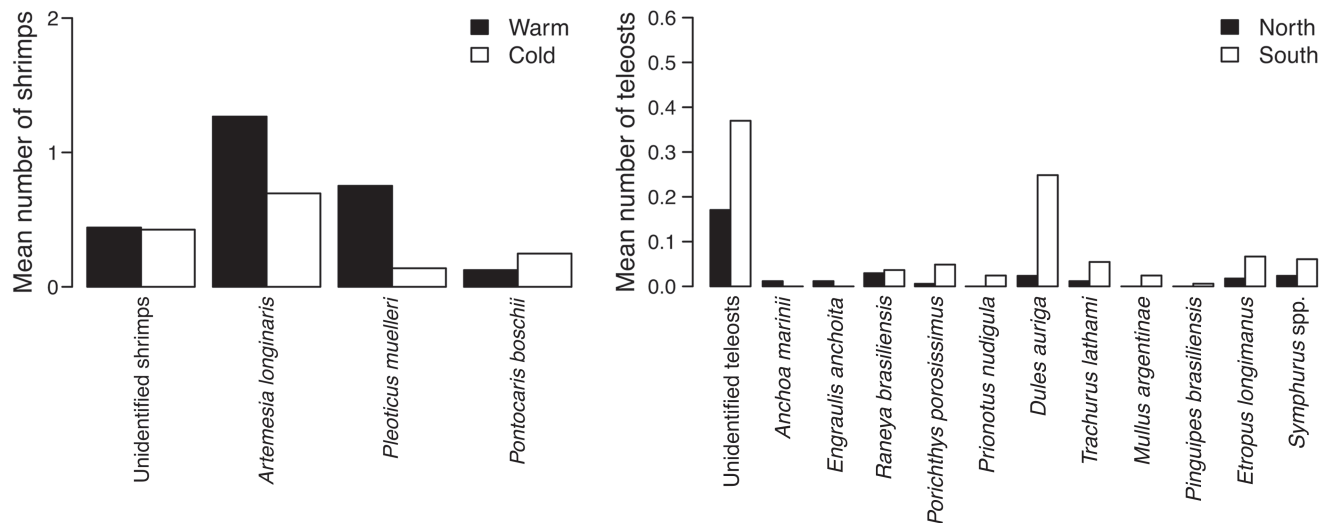 Mean number of shrimps
2
1
0
Warm
Cold
Unidentified shrimps
Artemesia longinaris
Pleoticus muelleri
Pontocaris boschii
Mean number of teleosts
0.6
0.5
0.4
0.3
0.2
0.1
0.0
North
South
Unidentified teleosts
Anchoa marinii
Engraulis anchoita
Raneya brasiliensis
Porichthys porosissimus
Prionotus nudigula
Dules auriga
Trachurus lathami
Mullus argentinae
Pinguipes brasiliensis
Etropus longimanus
Symphurus spp.